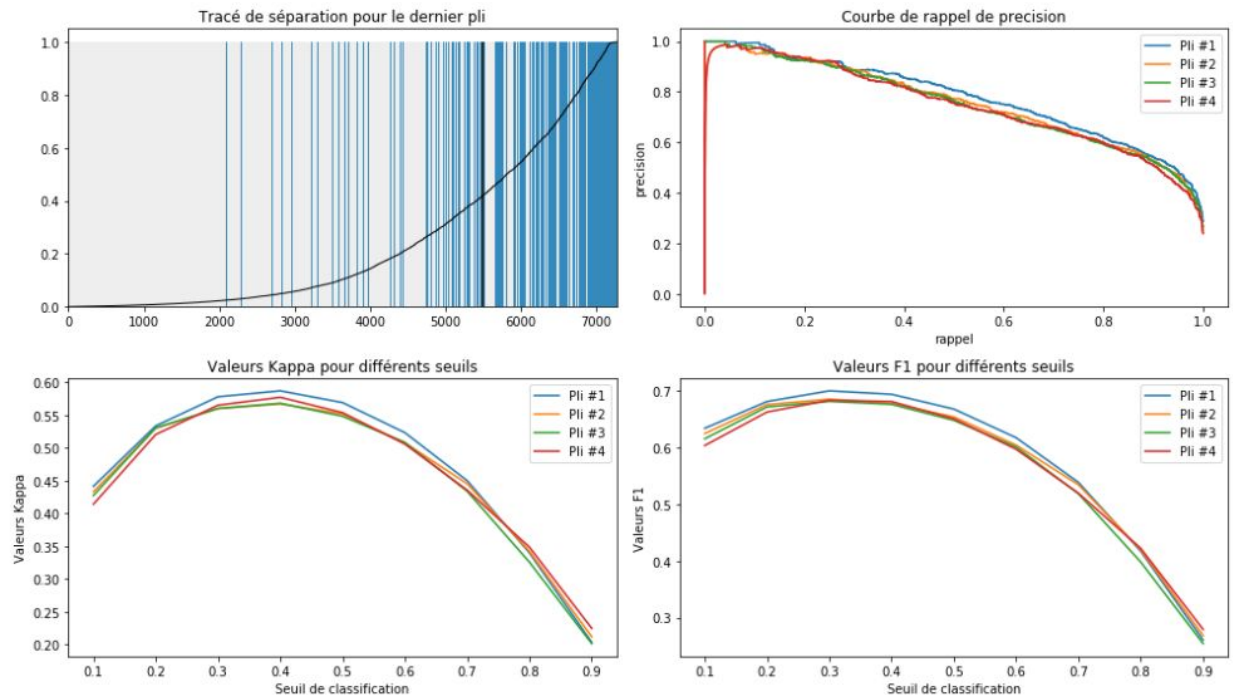 Tracé de séparation pour le dernier pli
1.0
0.8
0.6
0.4
0.2
0.0
0 1000 2000 3000 4000 5000 6000 7000
Courbe de rappel de precision
precision
1.0
0.8
0.6
0.4
0.2
0.0
0.0 0.2 0.4 0.6 0.8 1.0
rappel
Pli #1
Pli #2
Pli #3
Pli #4
Valeurs Kappa pour différents seuils
Valeurs Kappa
0.60
0.55
0.50
0.45
0.40
0.35
0.30
0.25
0.20
0.1 0.2 0.3 0.4 0.5 0.6 0.7 0.8 0.9
Seuil de classification
Pli #1
Pli #2
Pli #3
Pli #4
Valeurs F1 pour différents seuils
Valeurs F1
0.7
0.6
0.5
0.4
0.3
0.1 0.2 0.3 0.4 0.5 0.6 0.7 0.8 0.9
Seuil de classification
Pli #1
Pli #2
Pli #3
Pli #4